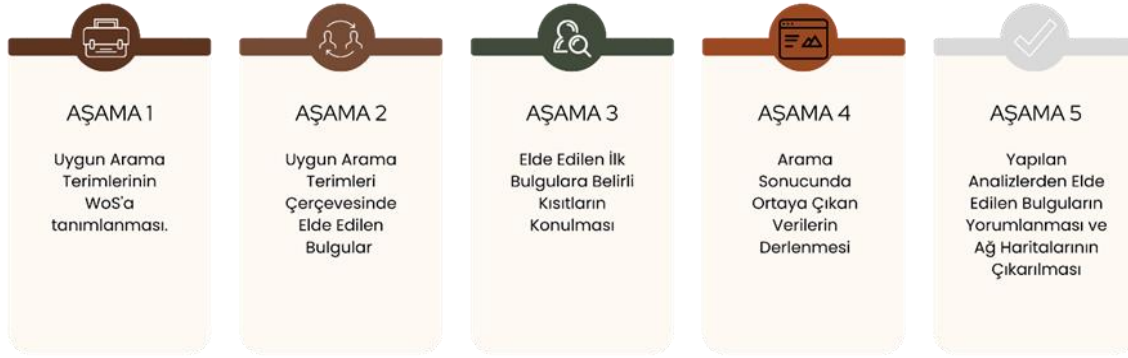 AŞAMA 1
Uygun Arama
Terimlerinin
WoS'a
tanımlanması.
AŞAMA 2
Uygun Arama
Terimleri
Çerçevesinde
Elde Edilen
Bulgular
AŞAMA 3
Elde Edilen İlk
Bulgulara Belirli
Kısıtların
Konulması
AŞAMA 4
Arama
Sonucunda
Ortaya Çıkan
Verilerin
Derlenmesi
AŞAMA 5
Yapılan
Analizlerden Elde
Edilen Bulguların
Yorumlanması ve
Ağ Haritalarının
Çıkarılması